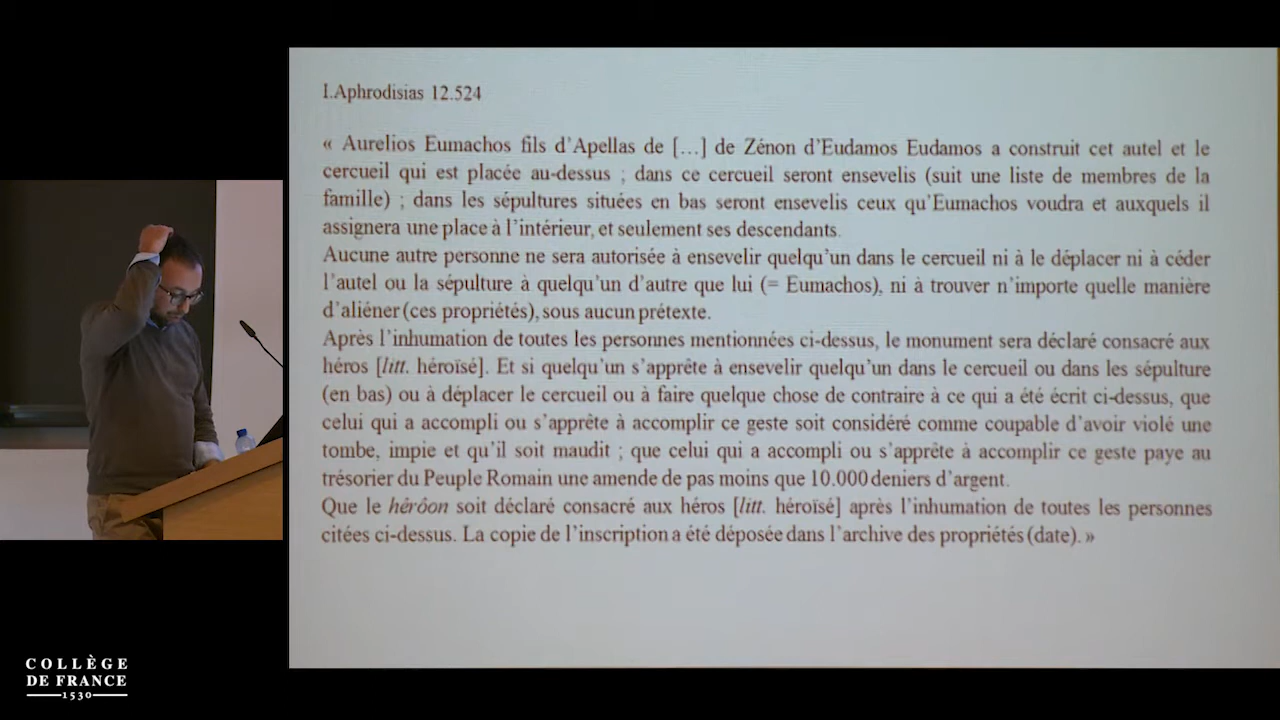 I.Aphrodisias 12.524
« Aurelios Eumachos fils d'Apellas de [...] de Zénon d'Eudamos Eudamos a construit cet autel et le
cercueil qui est placée au-dessus ; dans ce cercueil seront ensevelis (suit une liste de membres de la
famille) ; dans les sépultures situées en bas seront ensevelis ceux qu'Eumachos voudra et auxquels il
assignera une place à l'intérieur, et seulement ses descendants.
Aucune autre personne ne sera autorisée à ensevelir quelqu'un dans le cercueil ni à le déplacer ni à céder
l'autel ou la sépulture à quelqu'un d'autre que lui (= Eumachos), ni à trouver n'importe quelle manière
d'aliéner (ces propriétés), sous aucun prétexte.
Après l'inhumation de toutes les personnes mentionnées ci-dessus, le monument sera déclaré consacré aux
héros [litt. héroïsé]. Et si quelqu'un s'apprête à ensevelir quelqu'un dans le cercueil ou dans les sépulture
(en bas) ou à déplacer le cercueil ou à faire quelque chose de contraire à ce qui a été écrit ci-dessus, que
celui qui a accompli ou s'apprête à accomplir ce geste soit considéré comme coupable d'avoir violé une
tombe, impie et qu'il soit maudit ; que celui qui a accompli ou s'apprête à accomplir ce geste paye au
trésorier du Peuple Romain une amende de pas moins que 10.000 deniers d'argent.
Que le hérôon soit déclaré consacré aux héros [litt. héroïsé] après l'inhumation de toutes les personnes
citées ci-dessus. La copie de l'inscription a été déposée dans l'archive des propriétés (date). »
COLLÈGE
DE FRANCE
1530